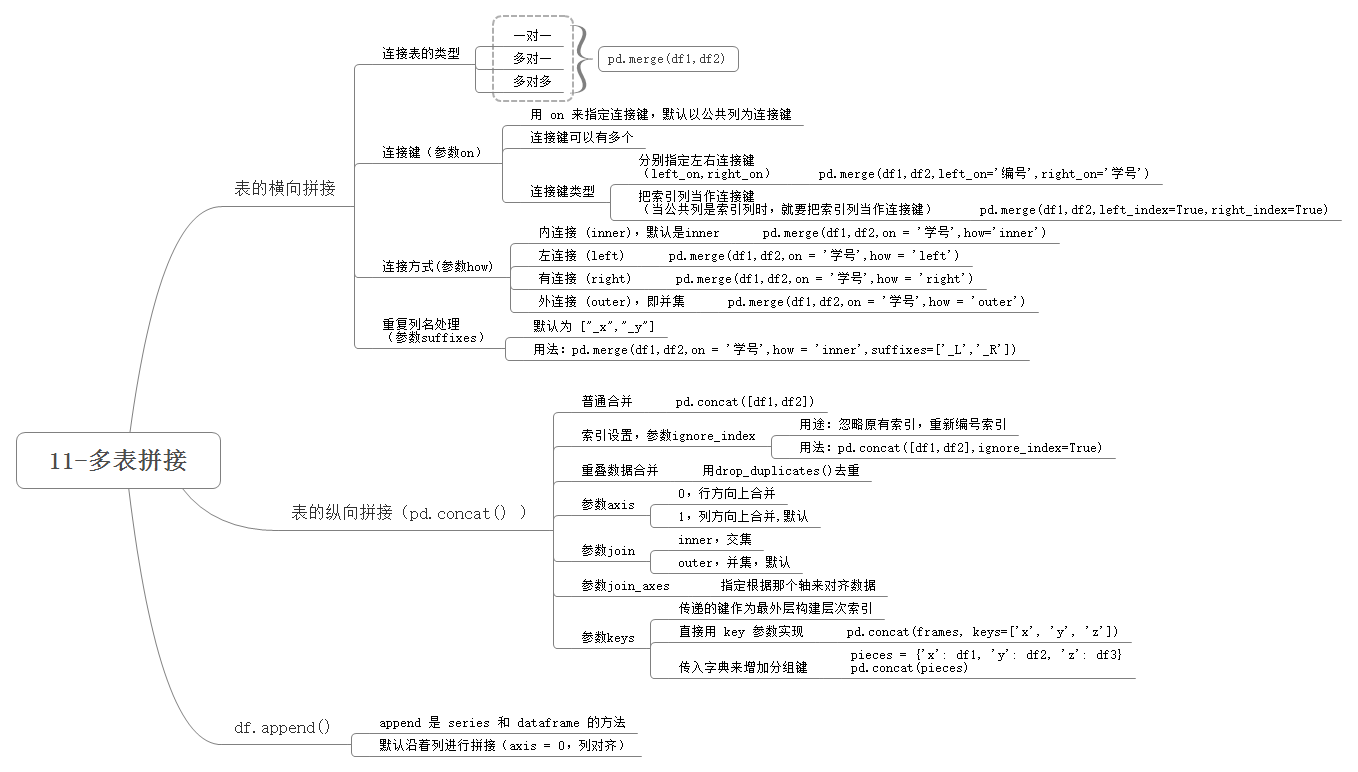 11-多表拼接
表的横向拼接
连接表的类型
一对一
多对一
多对多
pd.merge(df1,df2)
连接键（参数on）
用 on 来指定连接键，默认以公共列为连接键
连接键可以有多个
连接键类型
分别指定左右连接键
（left_on,right_on）
pd.merge(df1,df2,left_on='编号',right_on='学号')
把索引列当作连接键
（当公共列是索引列时，就要把索引列当作连接键）
pd.merge(df1,df2,left_index=True,right_index=True)
连接方式(参数how)
内连接 (inner)，默认是inner
pd.merge(df1,df2,on = '学号',how='inner')
左连接 (left)
pd.merge(df1,df2,on = '学号',how = 'left')
有连接 (right)
pd.merge(df1,df2,on = '学号',how = 'right')
外连接 (outer)，即并集
pd.merge(df1,df2,on = '学号',how = 'outer')
重复列名处理
（参数suffixes）
默认为 ["_x","_y"]
用法：pd.merge(df1,df2,on = '学号',how = 'inner',suffixes=['_L','_R'])
表的纵向拼接（pd.concat() ）
普通合并
pd.concat([df1,df2])
索引设置，参数ignore_index
用途：忽略原有索引，重新编号索引
用法：pd.concat([df1,df2],ignore_index=True)
重叠数据合并
用drop_duplicates()去重
参数axis
0，行方向上合并
1，列方向上合并,默认
参数join
inner，交集
outer，并集，默认
参数join_axes
指定根据那个轴来对齐数据
参数keys
传递的键作为最外层构建层次索引
直接用 key 参数实现
pd.concat(frames, keys=['x', 'y', 'z'])
传入字典来增加分组键
pieces = {'x': df1, 'y': df2, 'z': df3}
pd.concat(pieces)
df.append()
append 是 series 和 dataframe 的方法
默认沿着列进行拼接（axis = 0，列对齐）